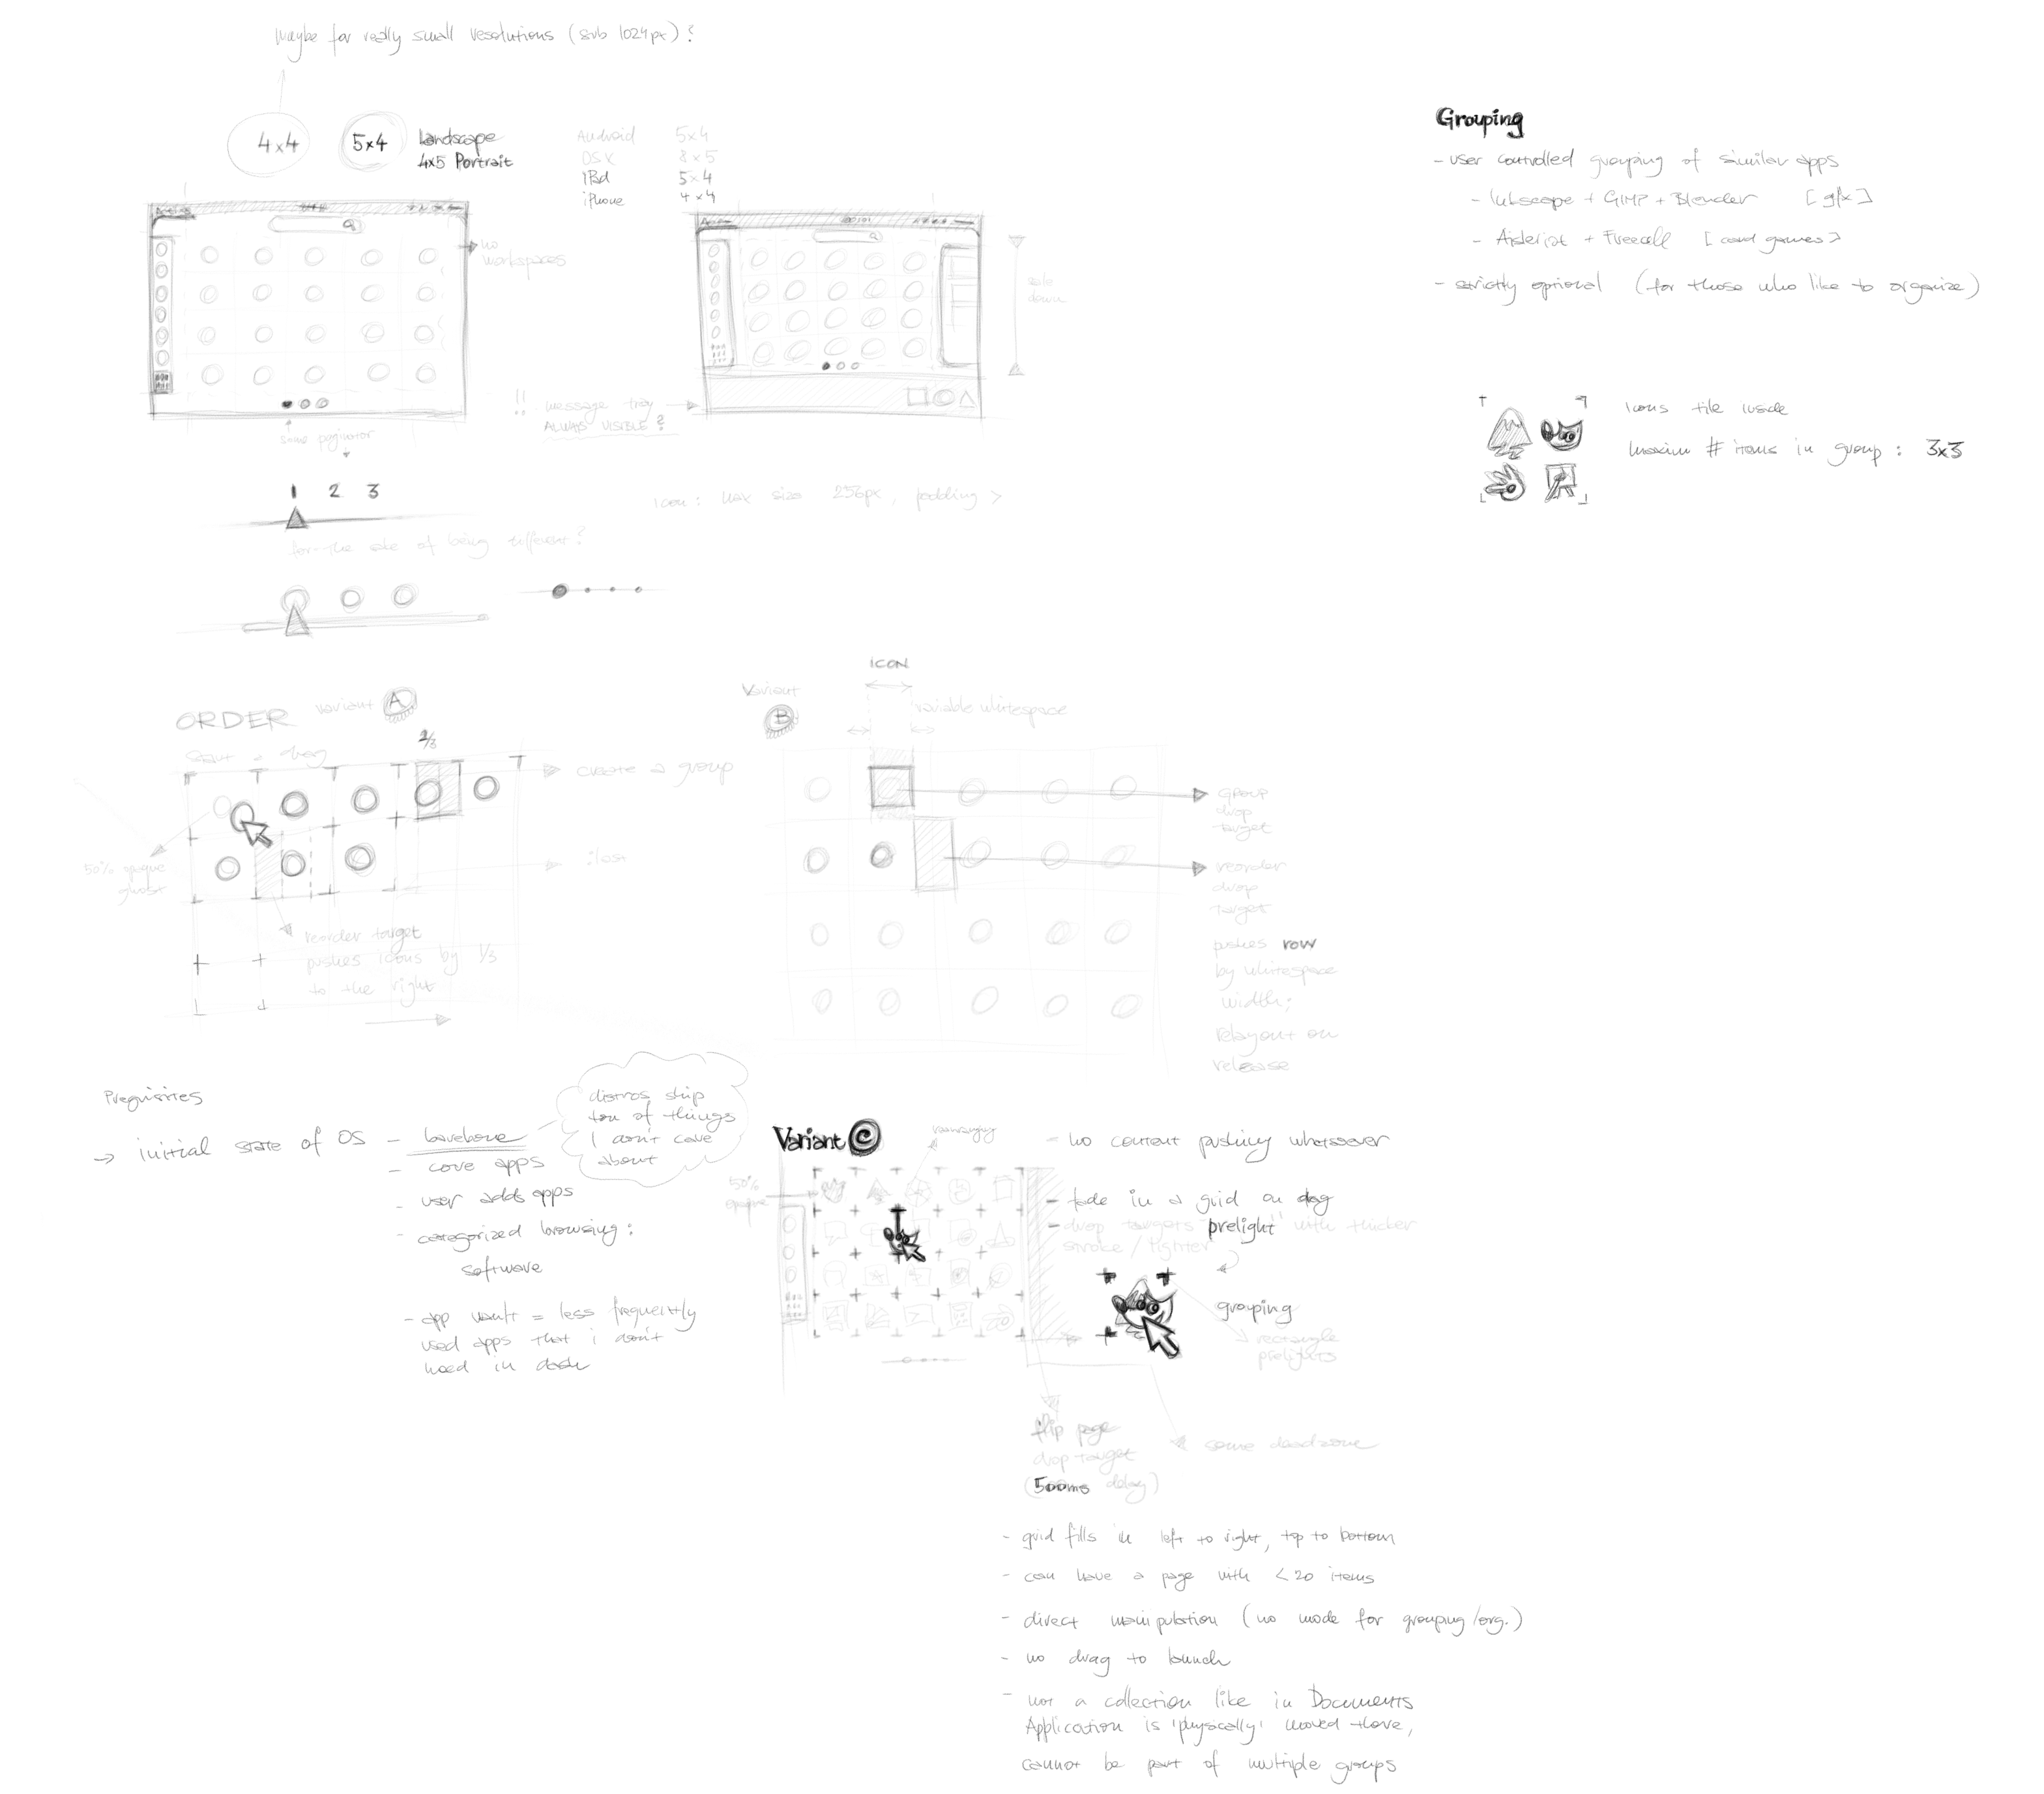 Maybe for really small resolutions (sub 1024px)?
4x4
5x4
Landscape
4x5 Portrait
Android 5x4
OSX 8x5
iPad 5x4
iPhone 4x4
no
workspaces
scale
down
!! message tray
ALWAYS VISIBLE?
some paginator
1 2 3
for the sake of being different?
icon: max size 256px, padding >
Grouping
- user controlled grouping of similar apps
- Inkscape + GIMP + Blender [gfx]
- Aisleriot + Freecell [card games]
- strictly optional (for those who like to organize)
Icons tile inside
maxim # items in group: 3x3
ORDER variant A
start a drag
2/3
create a group
50% opaque
ghost
reorder target
pushes icons by 1/3
to the right
Variant
B
ICON
variable whitespace
group
drop
target
reorder
drop
target
pushes row
by whitespace
width;
relayout on
release
→ initial state of OS - barebone
- core apps
- user adds apps
- categorized browsing:
software
- app vault = less frequently
used apps that i don't
need in dash
distros ship
ton of things
I don't care
about
Variant C
rearranging
50%
opaque
- no content pushing whatsoever
- fade in a grid on drag
- drop targets 'prelight' with thicker
stroke / lighter
grouping
rectangle
prelights
flip page
drop target
(500ms delay)
some deadzone
- grid fills in left to right, top to bottom
- can have a page with <20 items
- direct manipulation (no mode for grouping/org.)
- no drag to launch
- not a collection like in Documents
Application is 'physically' moved there,
cannot be part of multiple groups